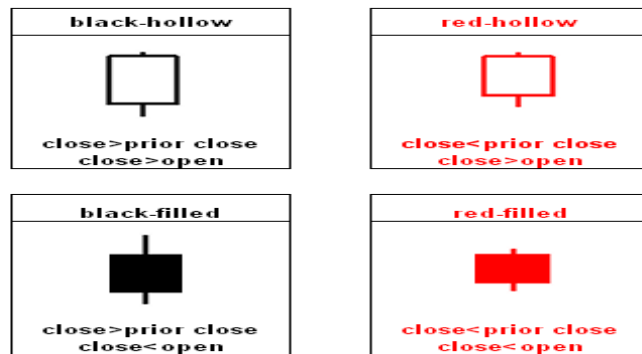 black-hollow
close>prior close
close>open
red-hollow
close<prior close
close>open
black-filled
close>prior close
close<open
red-filled
close<prior close
close<open